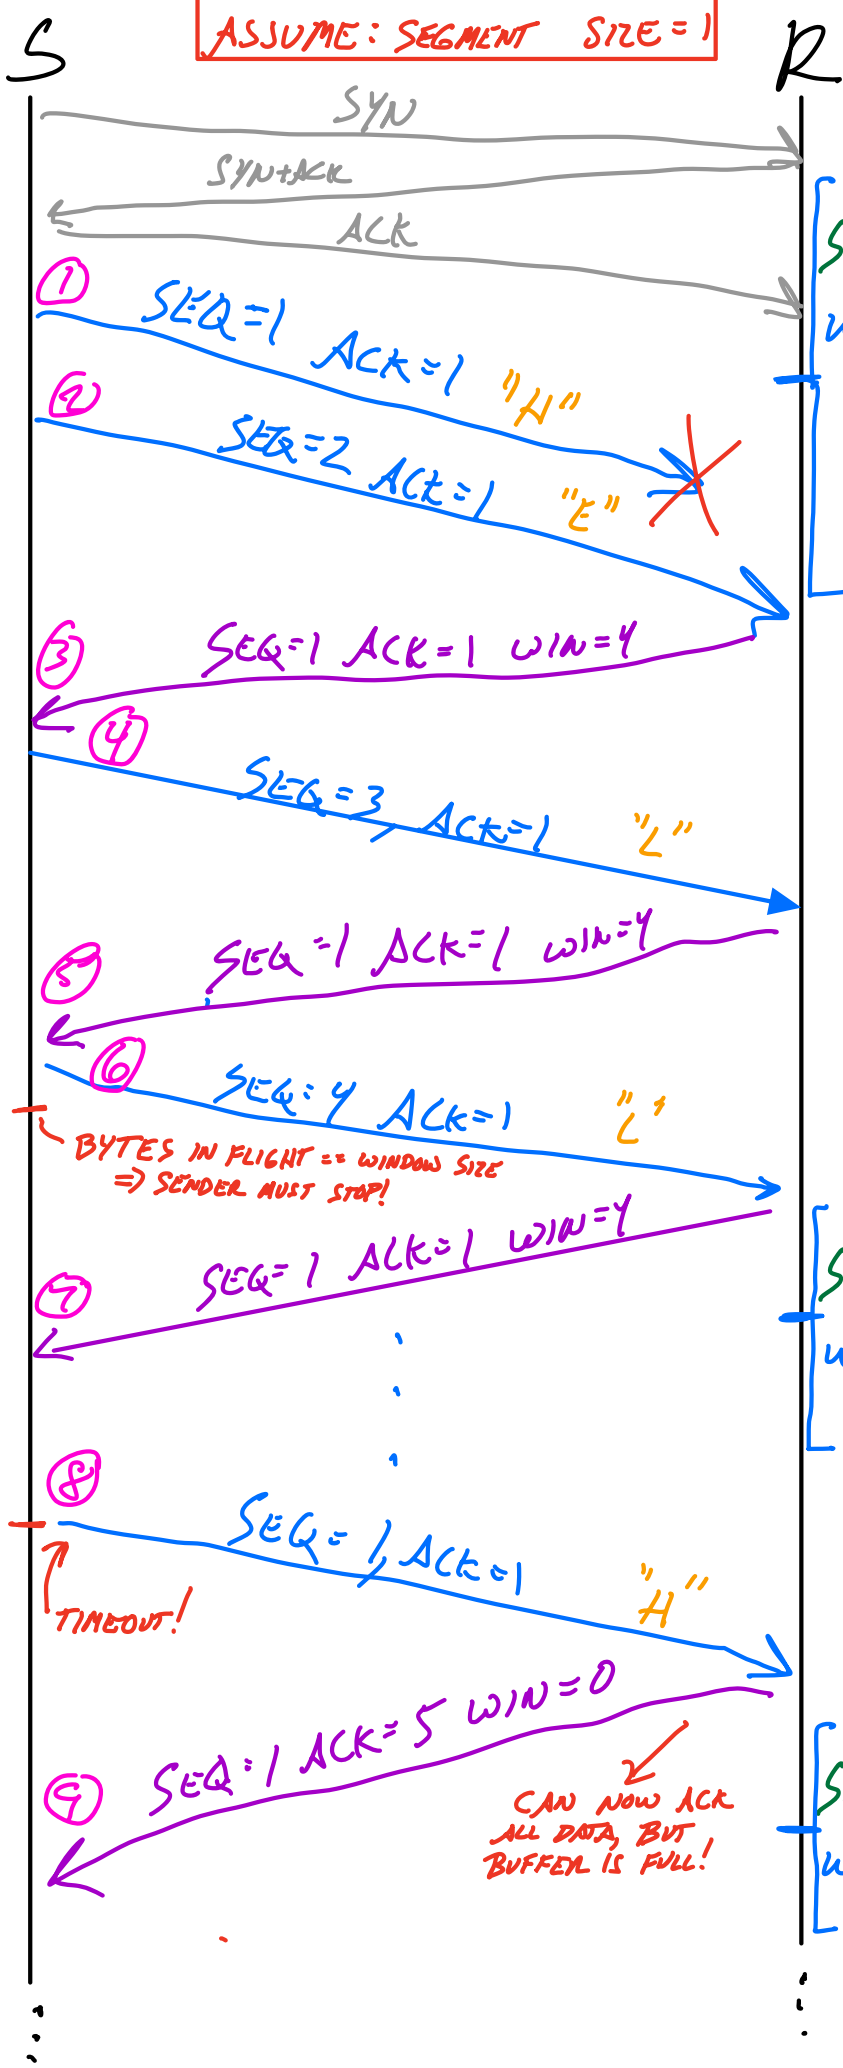 ASSUME: SEGMENT SIZE=1
S R
SYN
SYN+ACK
ACK
1
SEQ=1 ACK=1 "H"
2
SEQ=2 ACK=1 "E"
3
SEQ=1 ACK=1 WIN=4
4
SEQ=3, ACK=1 "L"
5
SEQ=1 ACK=1 WIN=4
6
SEQ=4 ACK=1 "L"
BYTES IN FLIGHT == WINDOW SIZE
=> SENDER MUST STOP!
SEQ=1 ACK=1 WIN=4
7
8
SEQ=1, ACK=1 "H"
TIMEOUT!
SEQ=1 ACK=5 WIN=0
9
CAN NOW ACK
ALL DATA, BUT
BUFFER IS FULL!